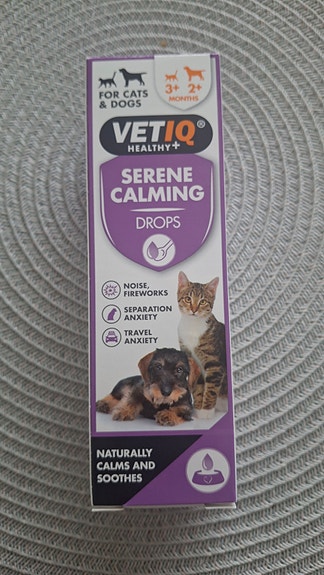 FOR CATS
& DOGS
3+ 2+
MONTHS
VETIQ®
HEALTHY+
SERENE
CALMING
DROPS
NOISE,
FIREWORKS
SEPARATION
ANXIETY
TRAVEL
ANXIETY
NATURALLY
CALMS AND
SOOTHES